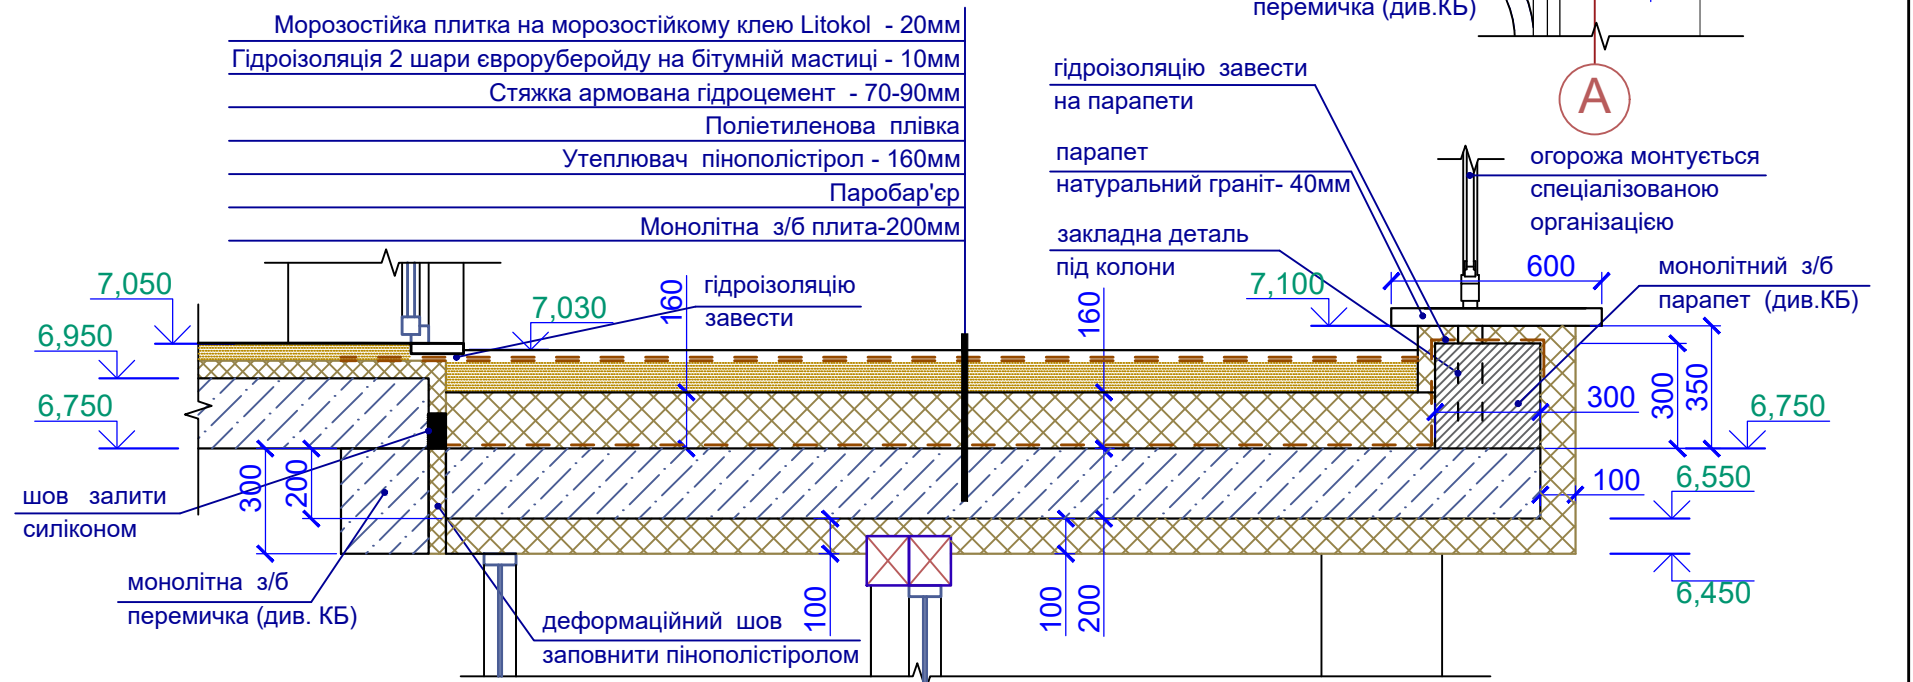 перемичка (див.КБ)
Морозостійка плитка на морозостійкому клею Litokol - 20мм
Гідроізоляція 2 шари євроруберойду на бітумній мастиці - 10мм
Стяжка армована гідроцемент - 70-90мм
Поліетиленова плівка
Утеплювач пінополістірол - 160мм
Паробар'єр
Монолітна з/б плита-200мм
гідроізоляцію завести
на парапети
А
парапет
натуральний граніт- 40мм
огорожа монтується
спеціалізованою
організацією
закладна деталь
під колони
600
монолітний з/б
парапет (див.КБ)
7,050
7,030
160
гідроізоляцію
завести
160
7,100
6,950
6,750
300
300
350
6,750
300
200
100
6,550
шов залити
силіконом
монолітна з/б
перемичка (див. КБ)
деформаційний шов
заповнити пінополістіролом
100
100
200
6,450